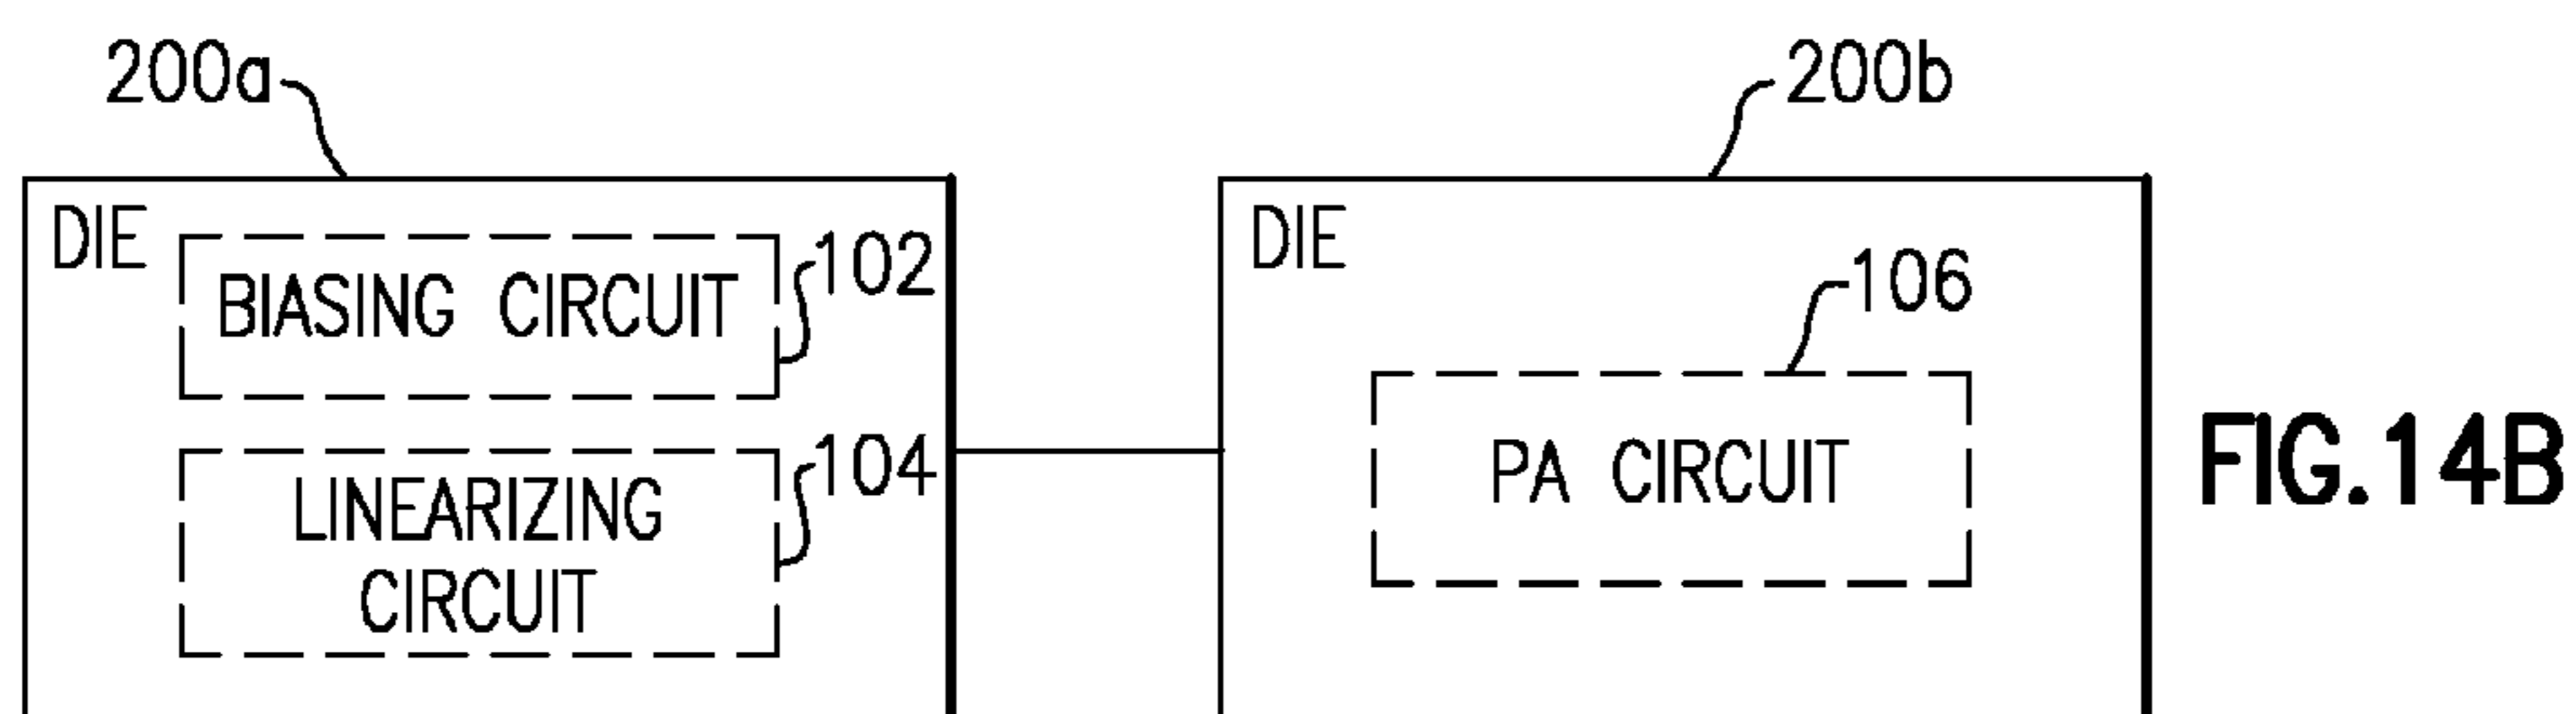 200a
200b
DIE
BIASING CIRCUIT
102
LINEARIZING
CIRCUIT
104
DIE
106
PA CIRCUIT
FIG.14B